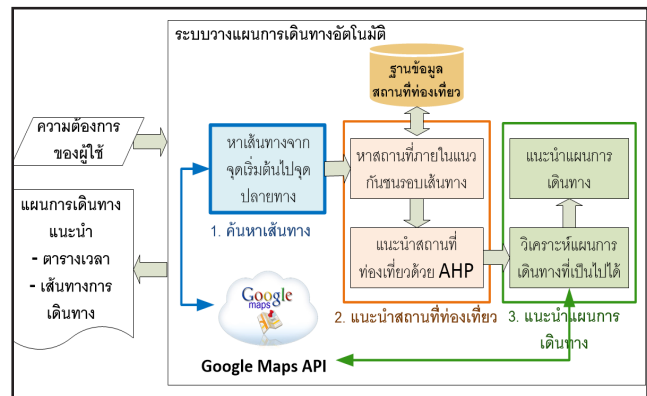 ระบบวางแผนการเดินทางอัตโนมัติ
ฐานข้อมูล
สถานที่ท่องเที่ยว
ความต้องการ
ของผู้ใช้
หาเส้นทางจาก
จุดเริ่มต้นไปจุด
ปลายทาง
1. ค้นหาเส้นทาง
หาสถานที่ภายในแนว
กันชนรอบเส้นทาง
แนะนำสถานที่
ท่องเที่ยวด้วย AHP
2. แนะนำสถานที่ท่องเที่ยว
แนะนำแผนการ
เดินทาง
วิเคราะห์แผนการ
เดินทางที่เป็นไปได้
3. แนะนำแผนการ
เดินทาง
แผนการเดินทาง
แนะนำ
- ตารางเวลา
- เส้นทางการ
เดินทาง
Google
maps
Google Maps API